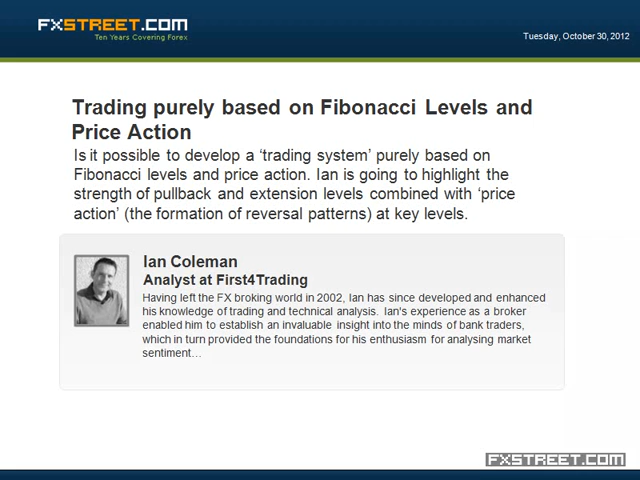 FXSTREET.COM
Ten Years Covering Forex
Tuesday, October 30, 2012
Trading purely based on Fibonacci Levels and
Price Action
Is it possible to develop a ‘trading system’ purely based on
Fibonacci levels and price action. Ian is going to highlight the
strength of pullback and extension levels combined with ‘price
action’ (the formation of reversal patterns) at key levels.
Ian Coleman
Analyst at First4Trading
Having left the FX broking world in 2002, Ian has since developed and enhanced
his knowledge of trading and technical analysis. Ian's experience as a broker
enabled him to establish an invaluable insight into the minds of bank traders,
which in turn provided the foundations for his enthusiasm for analysing market
sentiment…
FXSTREET.COM